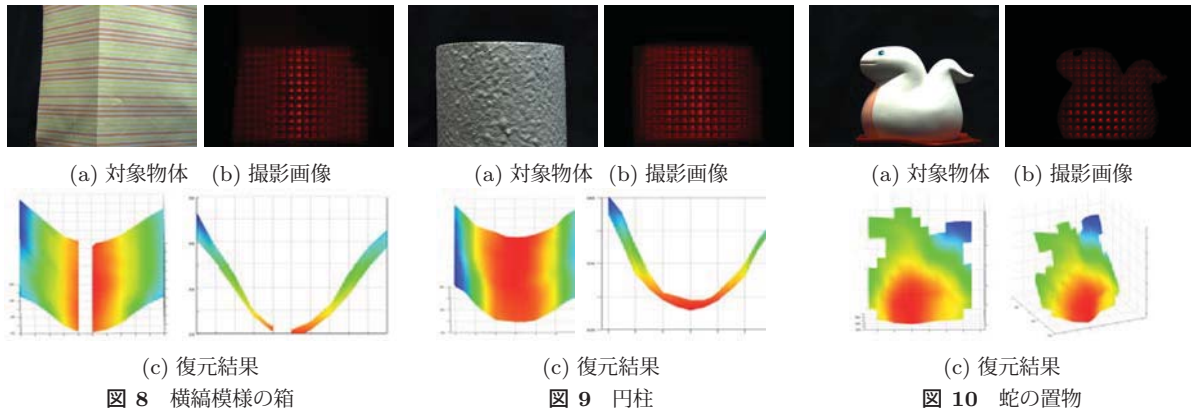 (a) 対象物体 (b) 撮影画像
(c) 復元結果
図 8 横縞模様の箱
(a) 対象物体 (b) 撮影画像
(c) 復元結果
図 9 円柱
(a) 対象物体 (b) 撮影画像
(c) 復元結果
図 10 蛇の置物